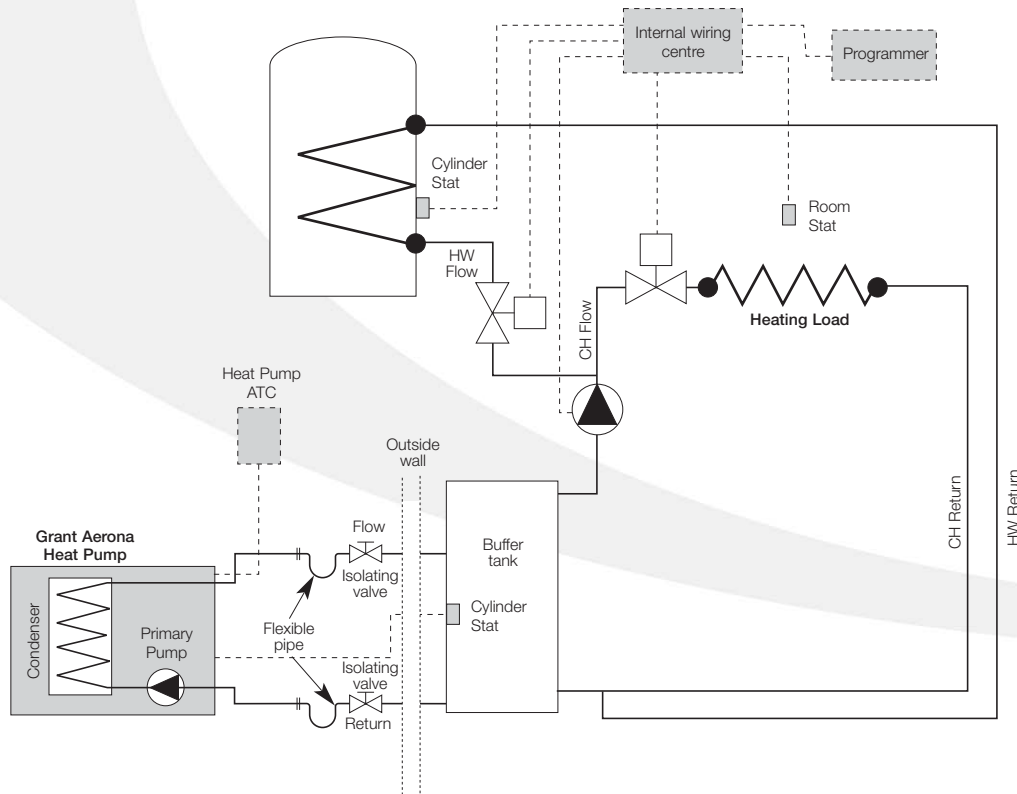 Internal wiring
centre
Programmer
Cylinder
Stat
Room
Stat
HW
Flow
CH Flow
Heating Load
Heat Pump
ATC
Outside
wall
CH Return
HW Return
Grant Aerona
Heat Pump
Flow
Isolating
valve
Buffer
tank
Condenser
Primary
Pump
Flexible
pipe
Cylinder
Stat
Isolating
valve
Return